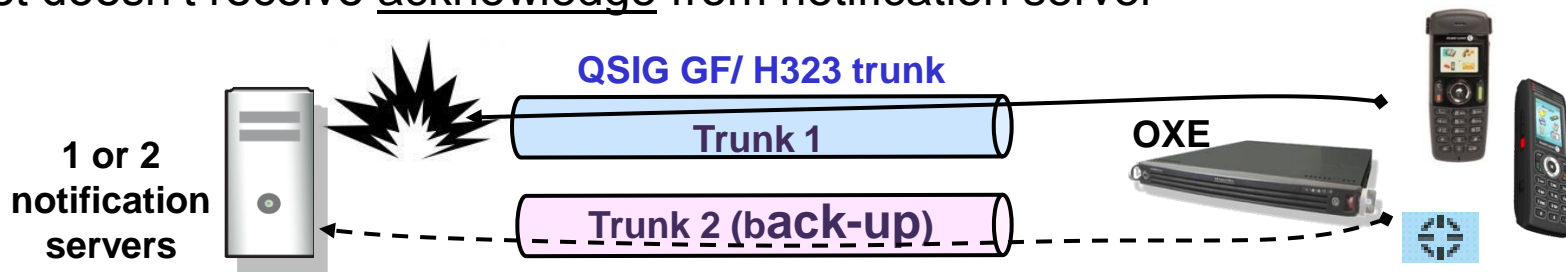 doesn't receive acknowledge from notification server
QSIG GF/ H323 trunk
Trunk 1
OXE
1 or 2
notification
servers
Trunk 2 (back-up)